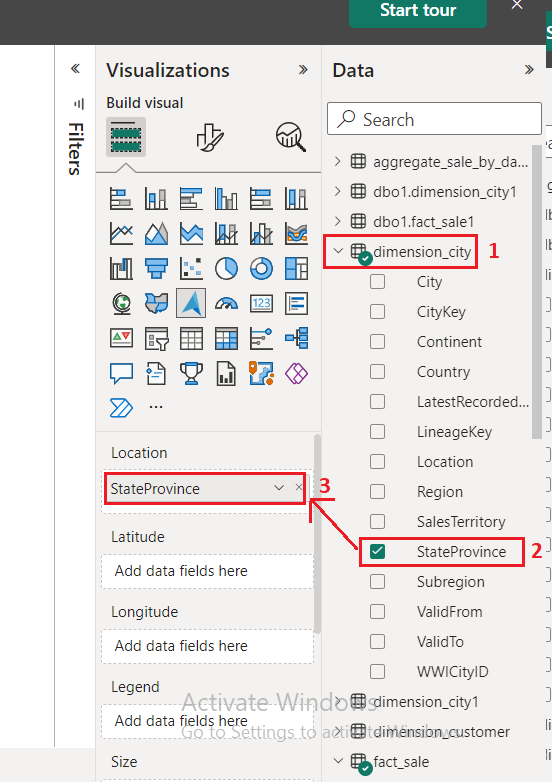 Start tour
Visualizations
Build visual
Filters
123
Location
StateProvince
3
Latitude
Add data fields here
Longitude
Add data fields here
Legend
Add data fields here
Size
Data
Search
aggregate_sale_by_da...
dbo1.dimension_city1
dbo1.fact_sale1
dimension_city
1
City
CityKey
Continent
Country
LatestRecorded...
LineageKey
Location
Region
SalesTerritory
StateProvince
2
Subregion
ValidFrom
ValidTo
WWICityID
dimension_city1
dimension_customer
fact_sale
Activate Windows
Go to Settings to activate Windows.